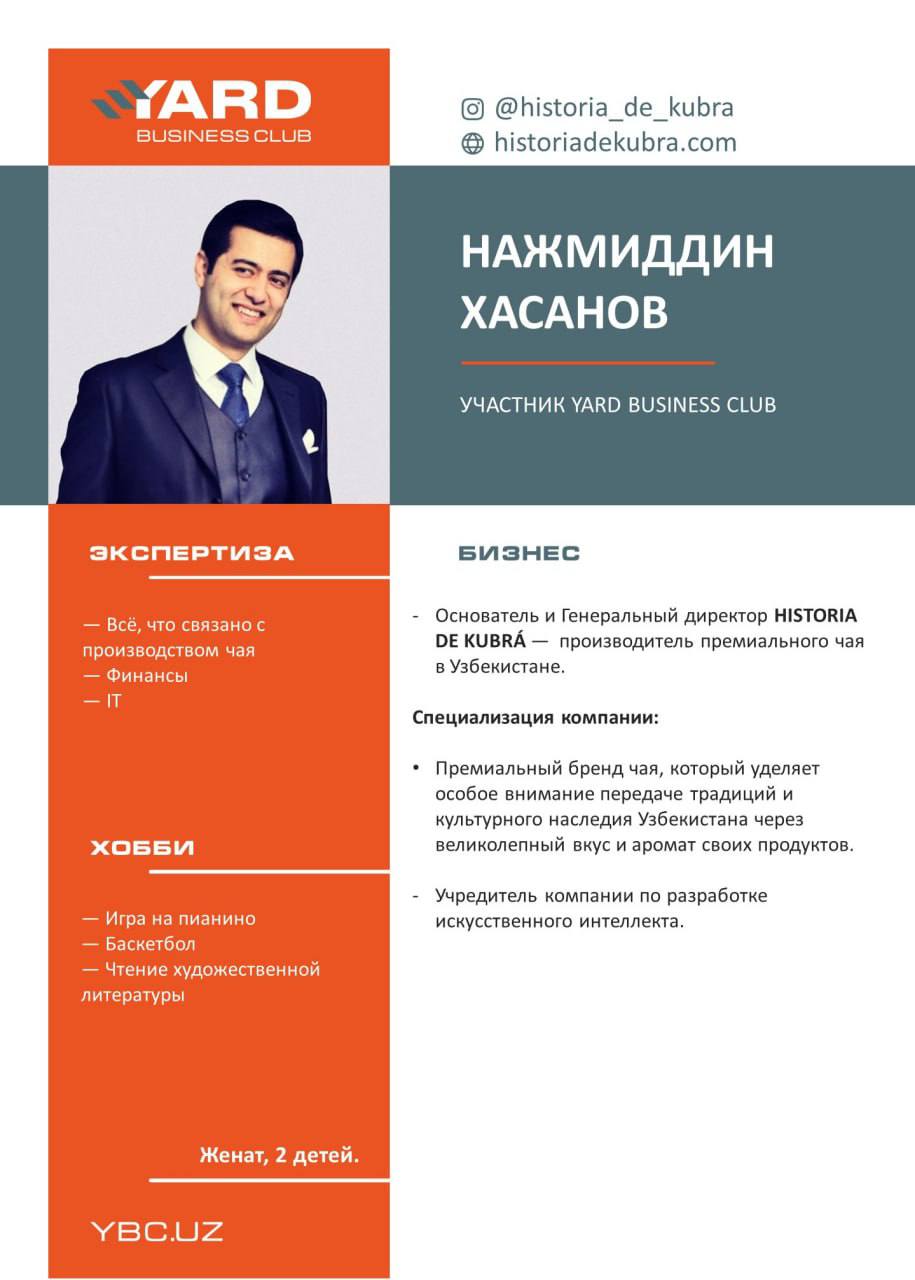 YARD
BUSINESS CLUB
@historia_de_kubra
historiadekubra.com
НАЖМИДДИН
ХАСАНОВ
УЧАСТНИК YARD BUSINESS CLUB
ЭКСПЕРТИЗА
— Всё, что связано с
производством чая
— Финансы
— IT
ХОББИ
— Игра на пианино
— Баскетбол
— Чтение художественной
литературы
Женат, 2 детей.
YBC.UZ
БИЗНЕС
- Основатель и Генеральный директор HISTORIA
DE KUBRÁ — производитель премиального чая
в Узбекистане.
Специализация компании:
• Премиальный бренд чая, который уделяет
особое внимание передаче традиций и
культурного наследия Узбекистана через
великолепный вкус и аромат своих продуктов.
- Учредитель компании по разработке
искусственного интеллекта.